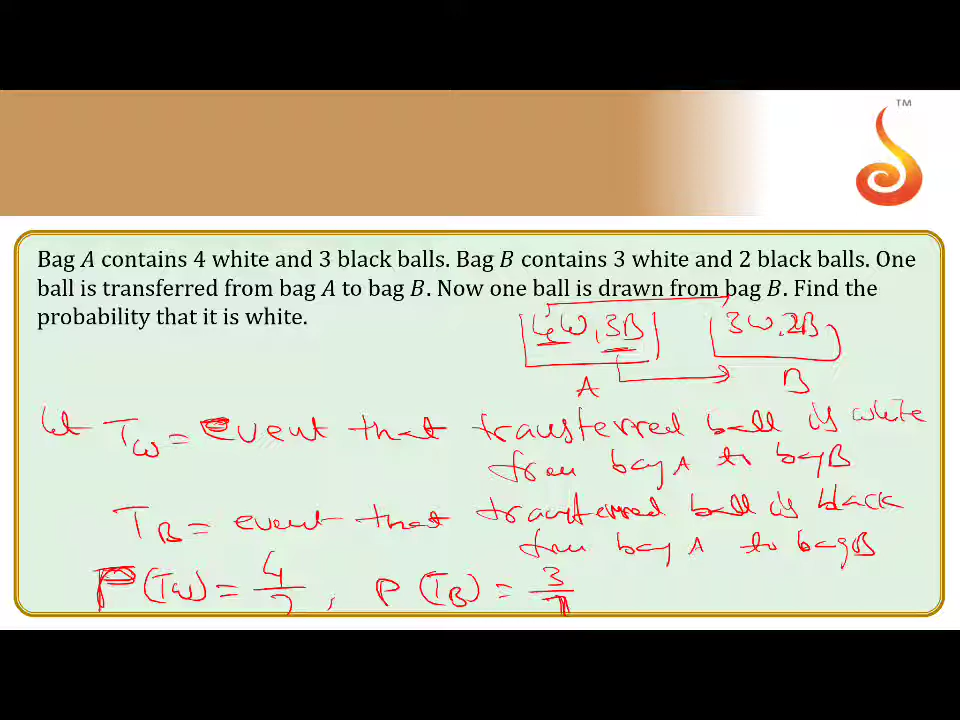 TM
Bag A contains 4 white and 3 black balls. Bag B contains 3 white and 2 black balls. One
ball is transferred from bag A to bag B. Now one ball is drawn from bag B. Find the
probability that it is white.
4W, 3B 3W, 2B
A B
let T_W = event that transferred ball is white
from bag A to bag B
T_B = event that transferred ball is black
from bag A to bag B
P(T_W) = 4/7, P(T_B) = 3/7